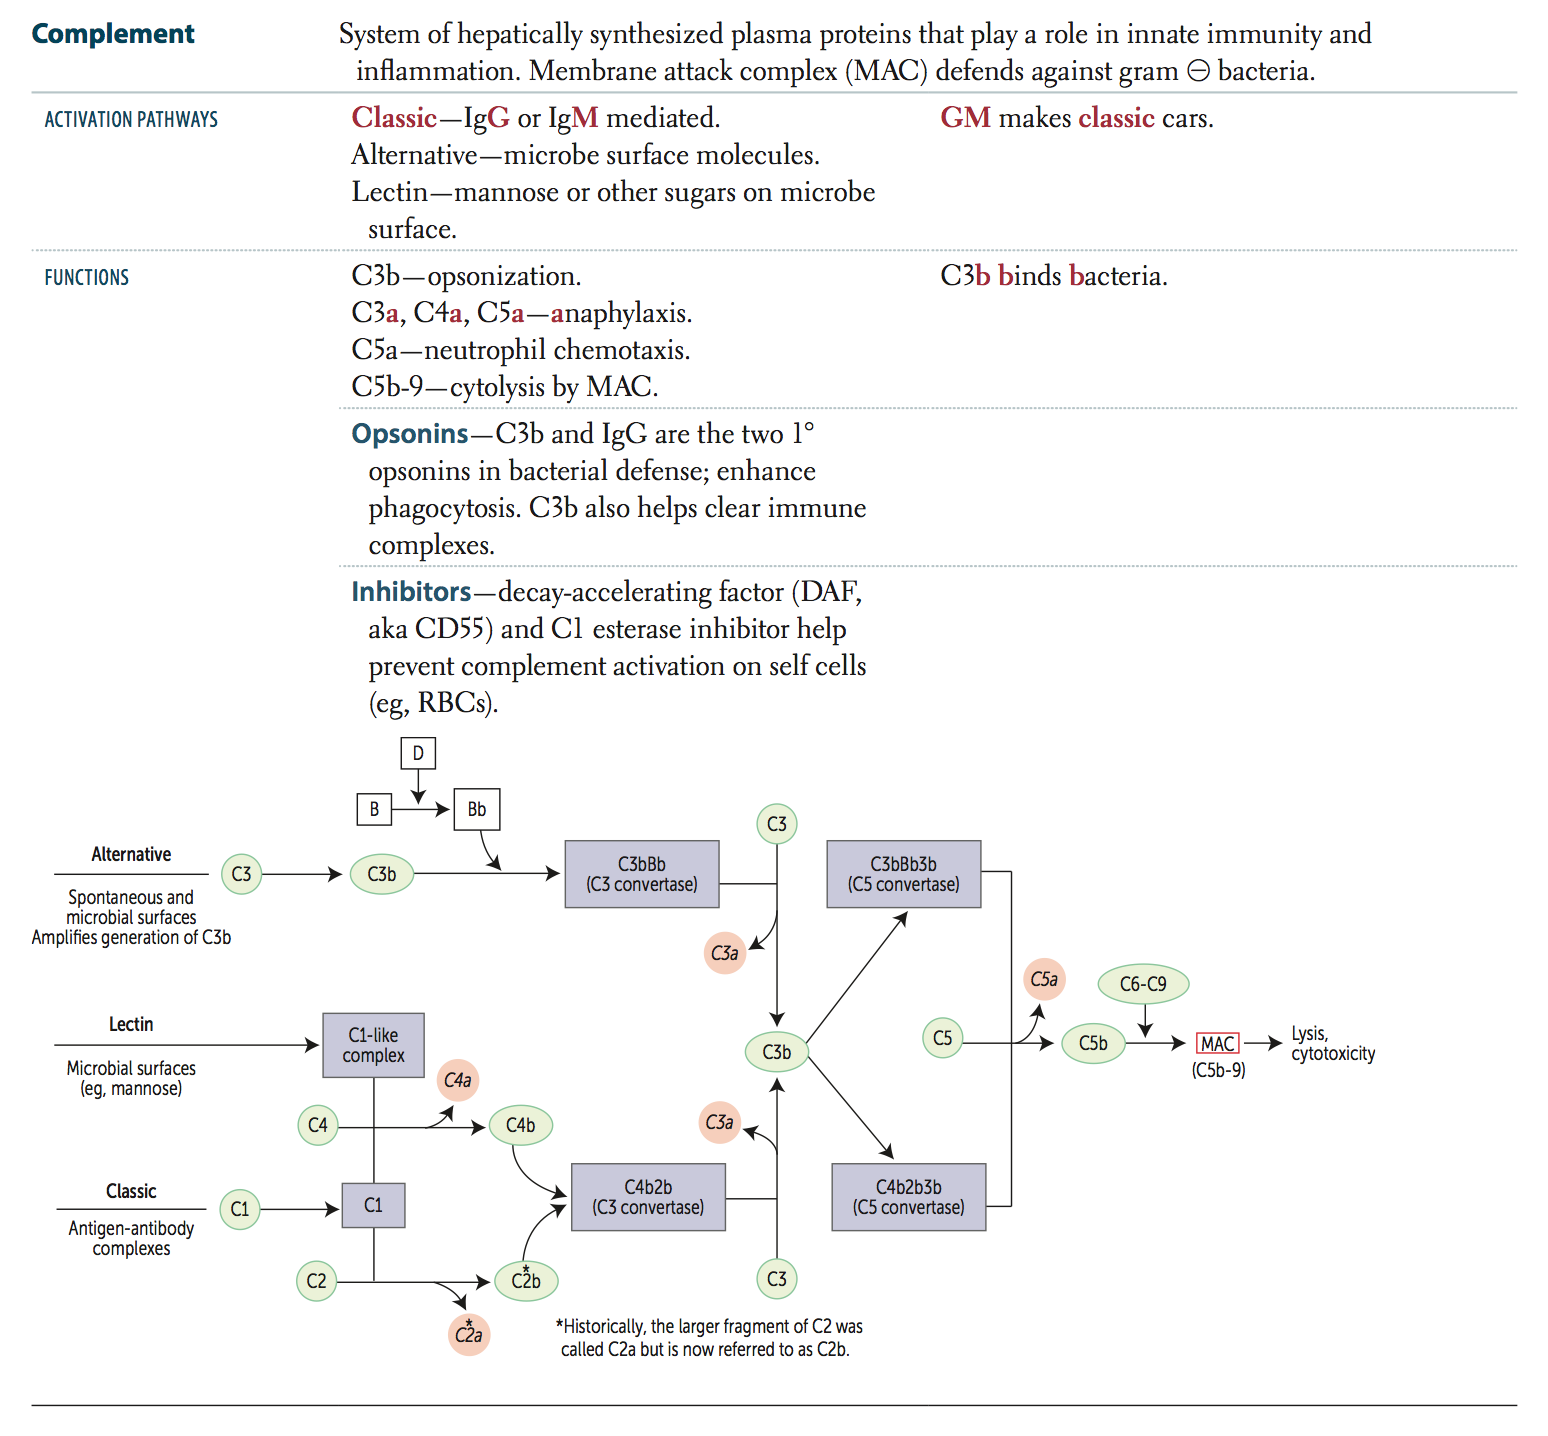 Complement
System of hepatically synthesized plasma proteins that play a role in innate immunity and
inflammation. Membrane attack complex (MAC) defends against gram ⊝ bacteria.
ACTIVATION PATHWAYS
Classic—IgG or IgM mediated.
Alternative—microbe surface molecules.
Lectin—mannose or other sugars on microbe
surface.
GM makes classic cars.
FUNCTIONS
C3b—opsonization.
C3a, C4a, C5a—anaphylaxis.
C5a—neutrophil chemotaxis.
C5b-9—cytolysis by MAC.
C3b binds bacteria.
Opsonins—C3b and IgG are the two 1°
opsonins in bacterial defense; enhance
phagocytosis. C3b also helps clear immune
complexes.
Inhibitors—decay-accelerating factor (DAF,
aka CD55) and C1 esterase inhibitor help
prevent complement activation on self cells
(eg, RBCs).
D
B
Bb
Alternative
Spontaneous and
microbial surfaces
Amplifies generation of C3b
C3
C3b
C3bBb
(C3 convertase)
C3
C3a
C3bBb3b
(C5 convertase)
Lectin
Microbial surfaces
(eg, mannose)
C1-like
complex
C4a
C4
C4b
C3b
C3a
C5
C5a
C5b
C6-C9
MAC
(C5b-9)
Lysis,
cytotoxicity
Classic
Antigen-antibody
complexes
C1
C1
C4b2b
(C3 convertase)
C4b2b3b
(C5 convertase)
C2
C2b*
C2a*
C3
*Historically, the larger fragment of C2 was
called C2a but is now referred to as C2b.